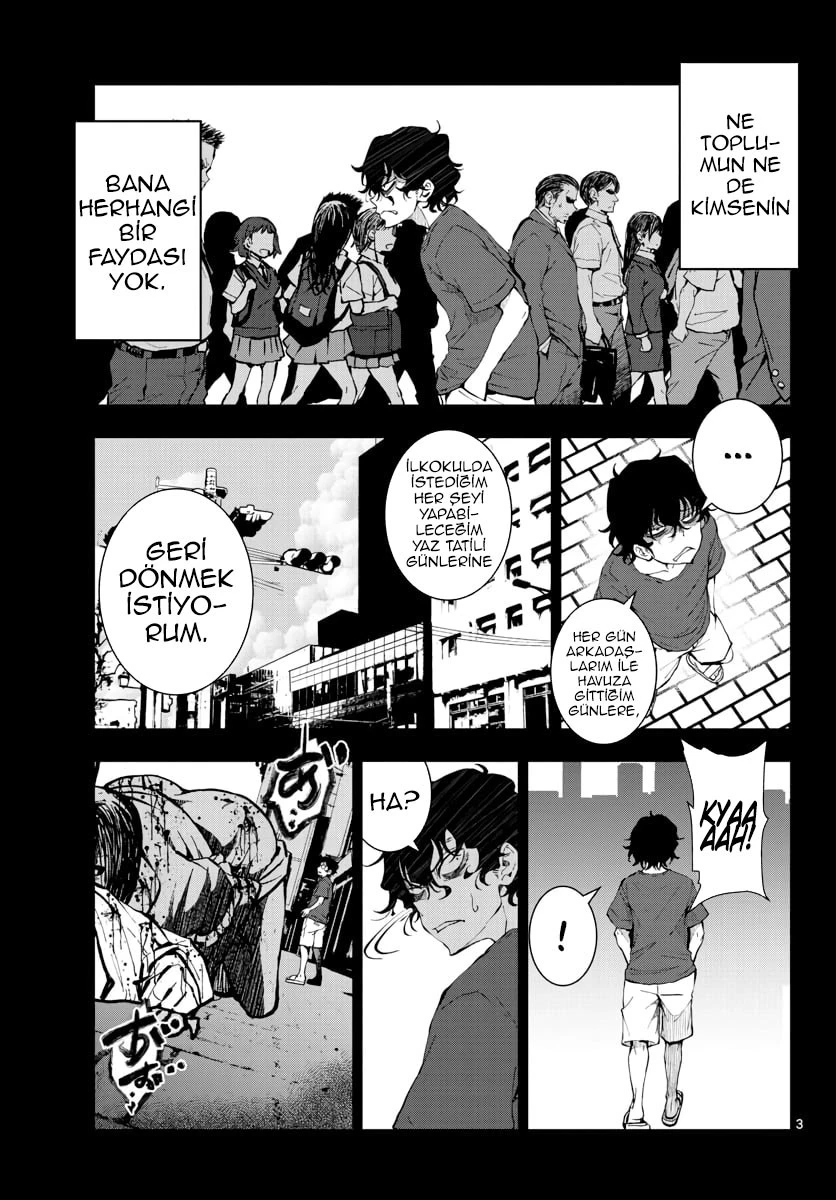 NE
TOPLU-
MUN NE
DE
KİMSENİN
BANA
HERHANGİ
BİR
FAYDASI
YOK.
...
HER GÜN
ARKADAŞ-
LARIM İLE
HAVUZA
GİTTİĞİM
GÜNLERE,
İLKOKULDA
İSTEDİĞİM
HER ŞEYİ
YAPABİ-
LECEĞİM
YAZ TATİLİ
GÜNLERİNE
GERİ
DÖNMEK
İSTİYO-
RUM.
KYAA
AAH!
!
HA?
3